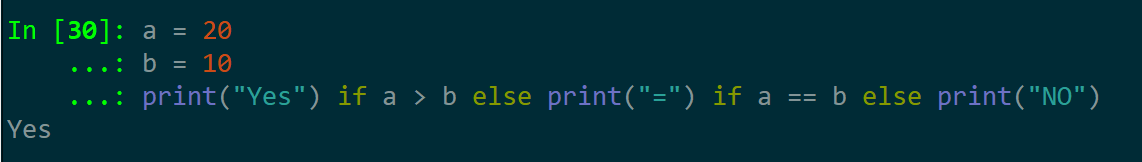 In [30]: a = 20
    ...: b = 10
    ...: print("Yes") if a > b else print("=") if a == b else print("NO")
Yes